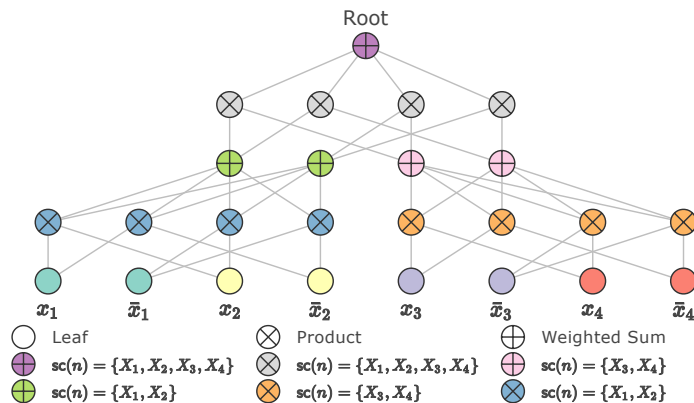 Root
x₁ x̄₁ x₂ x̄₂ x₃ x̄₃ x₄ x̄₄
Leaf Product Weighted Sum
sc(n) = {X₁, X₂, X₃, X₄} sc(n) = {X₁, X₂, X₃, X₄} sc(n) = {X₃, X₄}
sc(n) = {X₁, X₂} sc(n) = {X₃, X₄} sc(n) = {X₁, X₂}